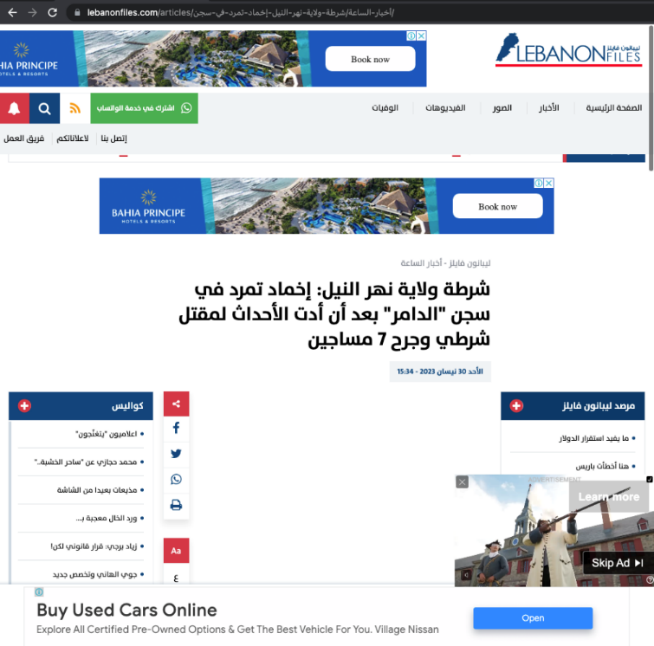 lebanonfiles.com/articles/أخبار-الساعة/شرطة-ولاية-نهر-النيل-إخماد-تمرد-في-سجن/
BAHIA PRINCIPE
HOTELS & RESORTS
Book now
ليبانون فايلز
LEBANONFILES
الصفحة الرئيسية
الأخبار
الصور
الفيديوهات
الوفيات
اشترك في خدمة الواتساب
إتصل بنا
لاعلاناتكم
فريق العمل
BAHIA PRINCIPE
HOTELS & RESORTS
Book now
ليبانون فايلز - أخبار الساعة
شرطة ولاية نهر النيل: إخماد تمرد في
سجن "الدامر" بعد أن أدت الأحداث لمقتل
شرطي وجرح 7 مساجين
الأحد 30 نيسان 2023 - 15:34
مرصد ليبانون فايلز
ما يفيد استقرار الدولار
هنا أخطأت باريس
كواليس
اعلاميون "يتغنّجون"
محمد حجازي عن "ساحر الخشبة.."
مذيعات بعيدا من الشاشة
ورد الخال معجبة بـ...
زياد برجي: قرار قانوني لكن!
جوي الهاني وتخصص جديد
Aa
ع
ADVERTISEMENT
Learn more
Skip Ad
Buy Used Cars Online
Explore All Certified Pre-Owned Options & Get The Best Vehicle For You. Village Nissan
Open